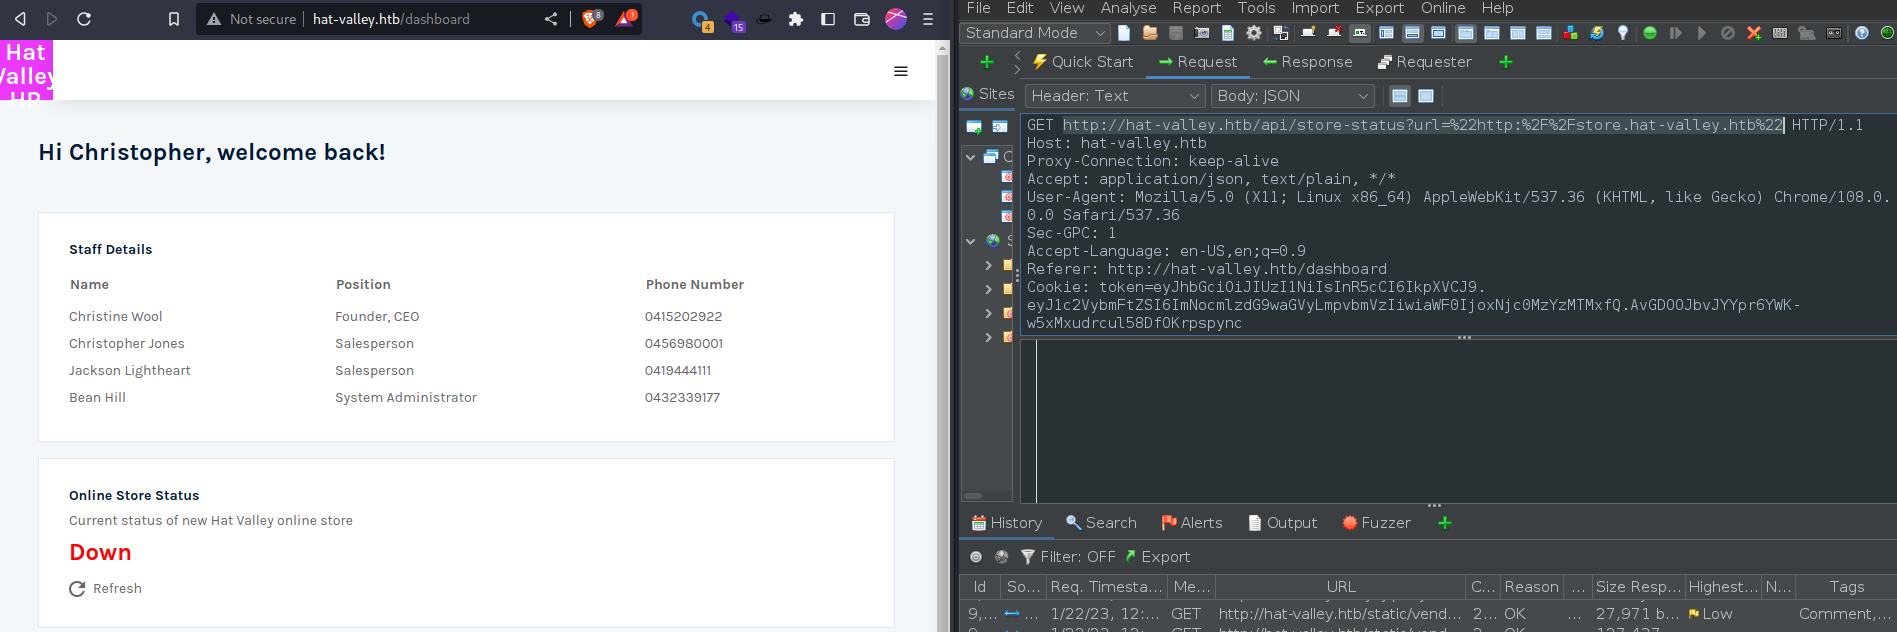 Not secure
hat-valley.htb/dashboard
8
1
4
15
Hat
Valley
HR
Hi Christopher, welcome back!
Staff Details
Name Position Phone Number
Christine Wool Founder, CEO 0415202922
Christopher Jones Salesperson 0456980001
Jackson Lightheart Salesperson 0419444111
Bean Hill System Administrator 0432339177
Online Store Status
Current status of new Hat Valley online store
Down
Refresh
File Edit View Analyse Report Tools Import Export Online Help
Standard Mode
Quick Start Request Response Requester
Sites
Header: Text Body: JSON
GET http://hat-valley.htb/api/store-status?url=%22http:%2F%2Fstore.hat-valley.htb%22 HTTP/1.1
Host: hat-valley.htb
Proxy-Connection: keep-alive
Accept: application/json, text/plain, */*
User-Agent: Mozilla/5.0 (X11; Linux x86_64) AppleWebKit/537.36 (KHTML, like Gecko) Chrome/108.0.
0.0 Safari/537.36
Sec-GPC: 1
Accept-Language: en-US,en;q=0.9
Referer: http://hat-valley.htb/dashboard
Cookie: token=eyJhbGciOiJIUzI1NiIsInR5cCI6IkpXVCJ9.
eyJ1c2VybmFtZSI6ImNocmlzdG9waGVyLmpvbmVzIiwiaWF0IjoxNjc0MzYzMTMxfQ.AvGDOOJbvJYYpr6YWK-
w5xMxudrcul58DfOKrpspync
History Search Alerts Output Fuzzer
Filter: OFF Export
Id So... Req. Timesta... Me... URL C... Reason ... Size Resp... Highest... N... Tags
9,... ... 1/22/23, 12:... GET http://hat-valley.htb/static/vend... 2... OK ... 27,971 b... Low Comment,...